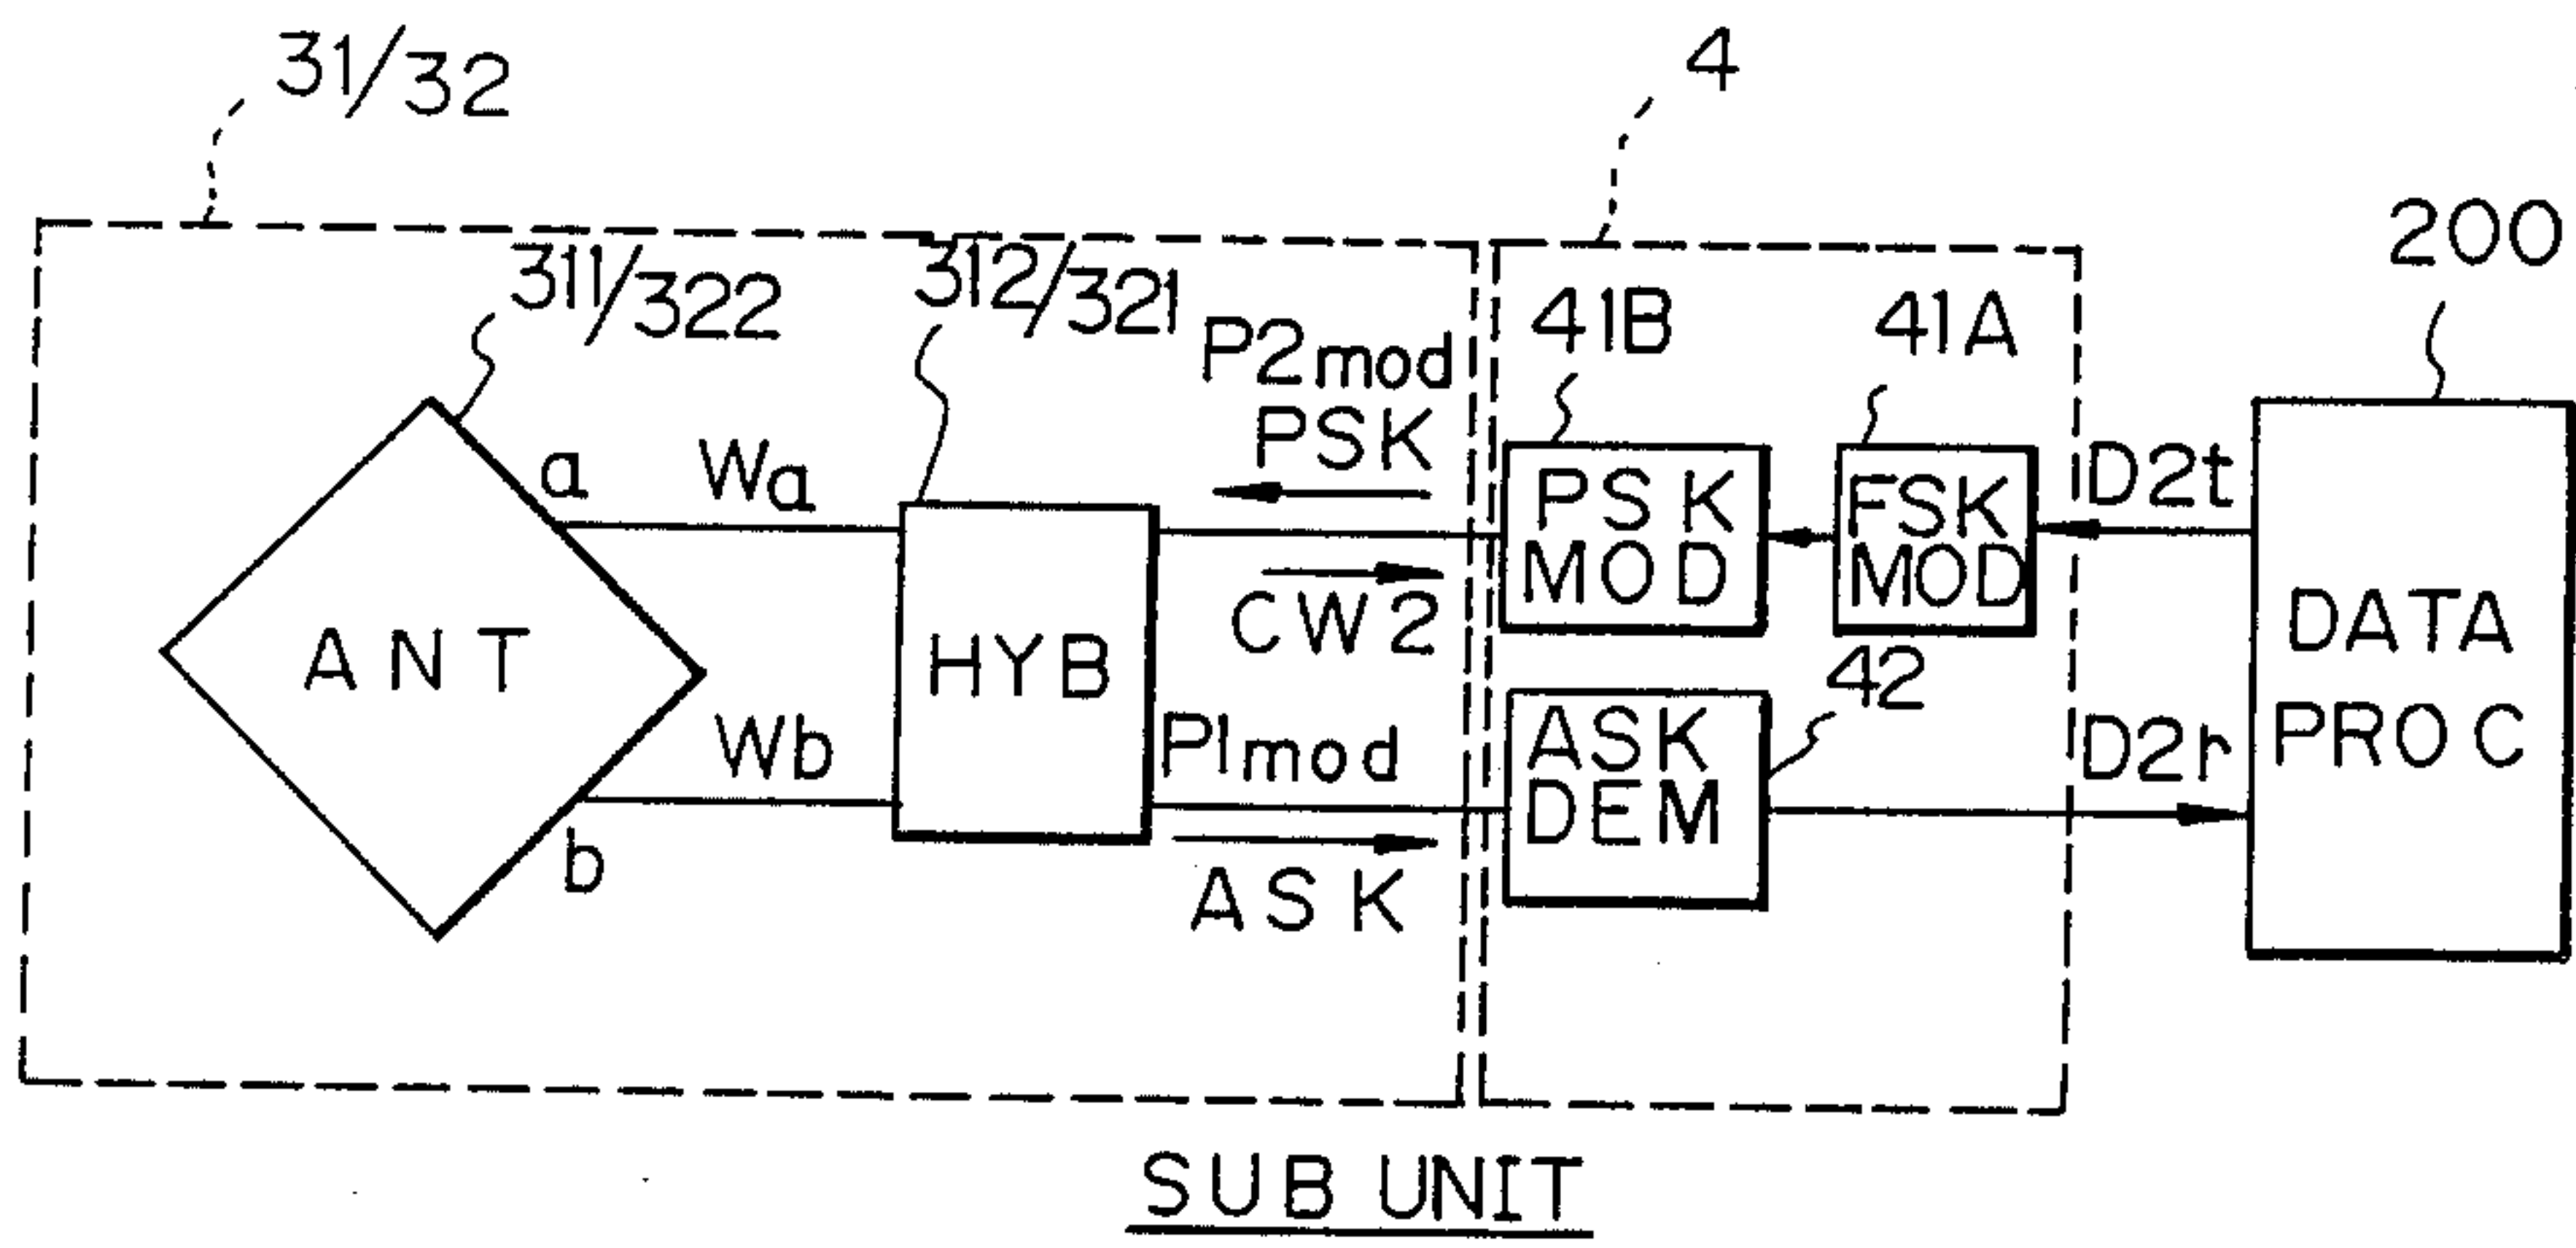 31/32
4
200
311/322
312/321
P2mod
PSK
41B
41A
a
Wa
PSK
MOD
FSK
MOD
D2t
CW2
ANT
HYB
DATA
PROC
42
Wb
P1mod
ASK
DEM
D2r
b
ASK
SUB UNIT